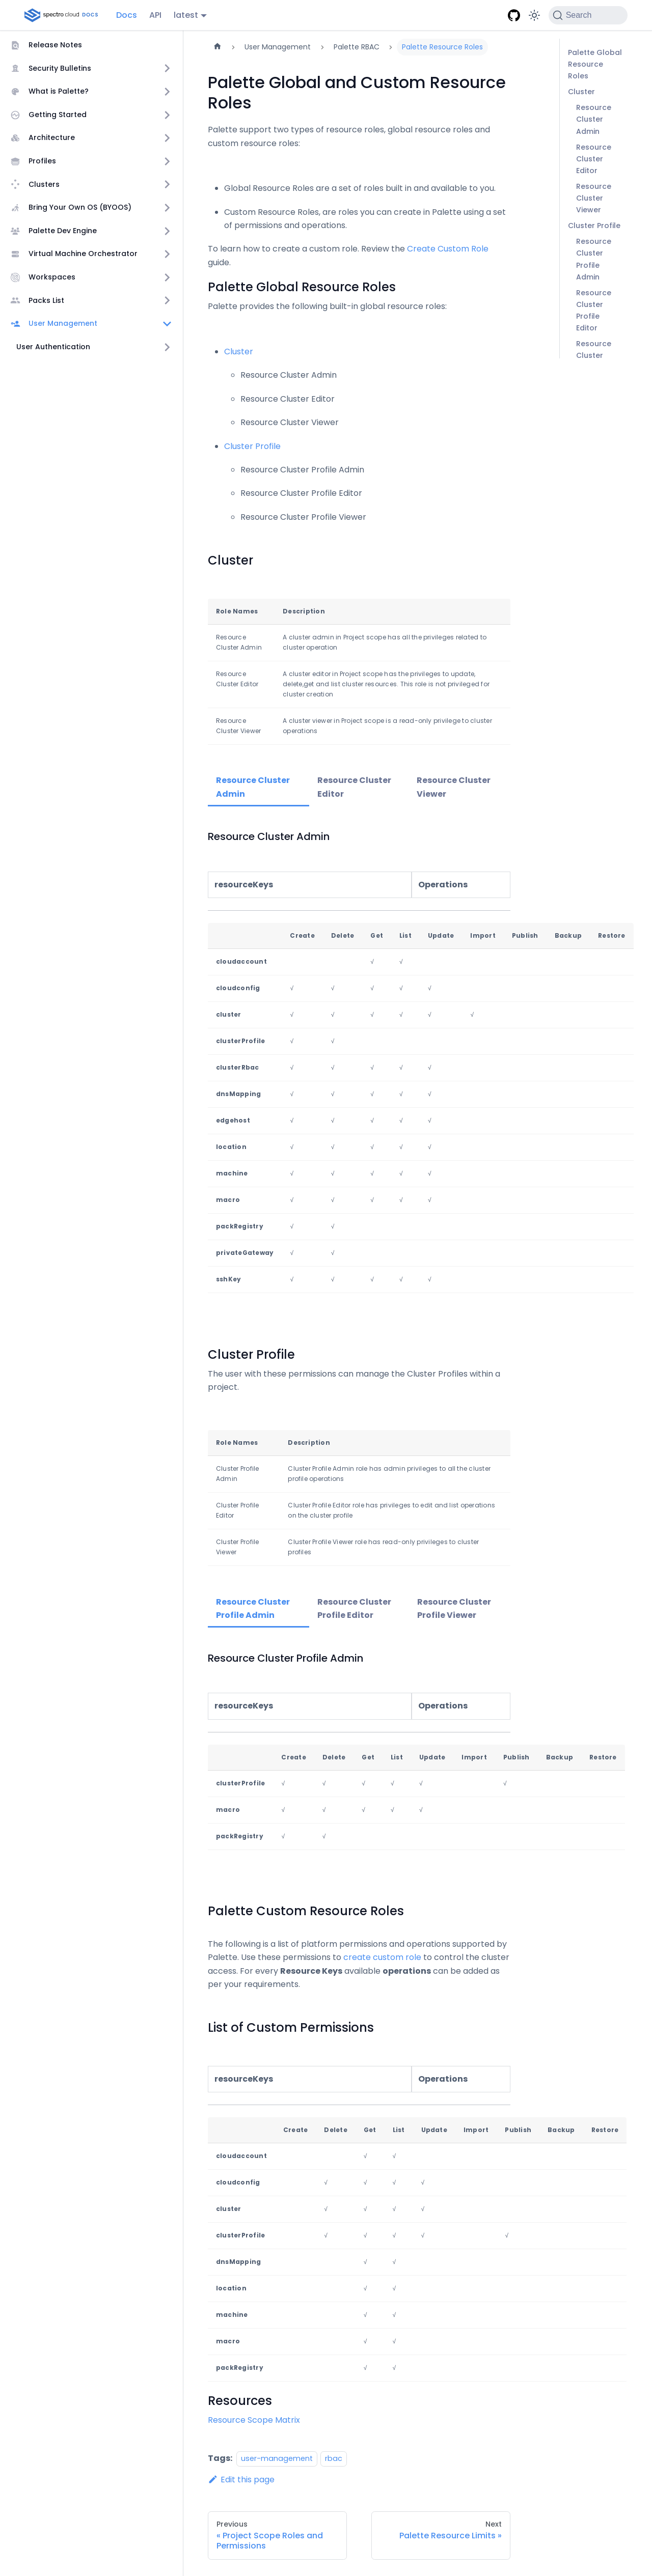 spectro cloud DOCS
Docs
API
latest
Search
Release Notes
Security Bulletins
What is Palette?
Getting Started
Architecture
Profiles
Clusters
Bring Your Own OS (BYOOS)
Palette Dev Engine
Virtual Machine Orchestrator
Workspaces
Packs List
User Management
User Authentication
User Management
Palette RBAC
Palette Resource Roles
Palette Global and Custom Resource
Roles
Palette support two types of resource roles, global resource roles and
custom resource roles:
• Global Resource Roles are a set of roles built in and available to you.
• Custom Resource Roles, are roles you can create in Palette using a set
of permissions and operations.
To learn how to create a custom role. Review the Create Custom Role
guide.
Palette Global Resource Roles
Palette provides the following built-in global resource roles:
• Cluster
○ Resource Cluster Admin
○ Resource Cluster Editor
○ Resource Cluster Viewer
• Cluster Profile
○ Resource Cluster Profile Admin
○ Resource Cluster Profile Editor
○ Resource Cluster Profile Viewer
Cluster
Role Names Description
Resource A cluster admin in Project scope has all the privileges related to
Cluster Admin cluster operation
Resource A cluster editor in Project scope has the privileges to update,
Cluster Editor delete,get and list cluster resources. This role is not privileged for
cluster creation
Resource A cluster viewer in Project scope is a read-only privilege to cluster
Cluster Viewer operations
Resource Cluster Resource Cluster Resource Cluster
Admin Editor Viewer
Resource Cluster Admin
resourceKeys Operations
Create Delete Get List Update Import Publish Backup Restore
cloudaccount √ √
cloudconfig √ √ √ √ √
cluster √ √ √ √ √ √
clusterProfile √ √
clusterRbac √ √ √ √ √
dnsMapping √ √ √ √ √
edgehost √ √ √ √ √
location √ √ √ √ √
machine √ √ √ √ √
macro √ √ √ √ √
packRegistry √ √
privateGateway √ √
sshKey √ √ √ √ √
Cluster Profile
The user with these permissions can manage the Cluster Profiles within a
project.
Role Names Description
Cluster Profile Cluster Profile Admin role has admin privileges to all the cluster
Admin profile operations
Cluster Profile Cluster Profile Editor role has privileges to edit and list operations
Editor on the cluster profile
Cluster Profile Cluster Profile Viewer role has read-only privileges to cluster
Viewer profiles
Resource Cluster Resource Cluster Resource Cluster
Profile Admin Profile Editor Profile Viewer
Resource Cluster Profile Admin
resourceKeys Operations
Create Delete Get List Update Import Publish Backup Restore
clusterProfile √ √ √ √ √ √
macro √ √ √ √ √
packRegistry √ √
Palette Custom Resource Roles
The following is a list of platform permissions and operations supported by
Palette. Use these permissions to create custom role to control the cluster
access. For every Resource Keys available operations can be added as
per your requirements.
List of Custom Permissions
resourceKeys Operations
Create Delete Get List Update Import Publish Backup Restore
cloudaccount √ √
cloudconfig √ √ √ √
cluster √ √ √ √
clusterProfile √ √ √ √ √
dnsMapping √ √
location √ √
machine √ √
macro √ √
packRegistry √ √
Resources
Resource Scope Matrix
Tags: user-management rbac
Edit this page
Previous
« Project Scope Roles and
Permissions
Next
Palette Resource Limits »
Palette Global
Resource
Roles
Cluster
Resource
Cluster
Admin
Resource
Cluster
Editor
Resource
Cluster
Viewer
Cluster Profile
Resource
Cluster
Profile
Admin
Resource
Cluster
Profile
Editor
Resource
Cluster